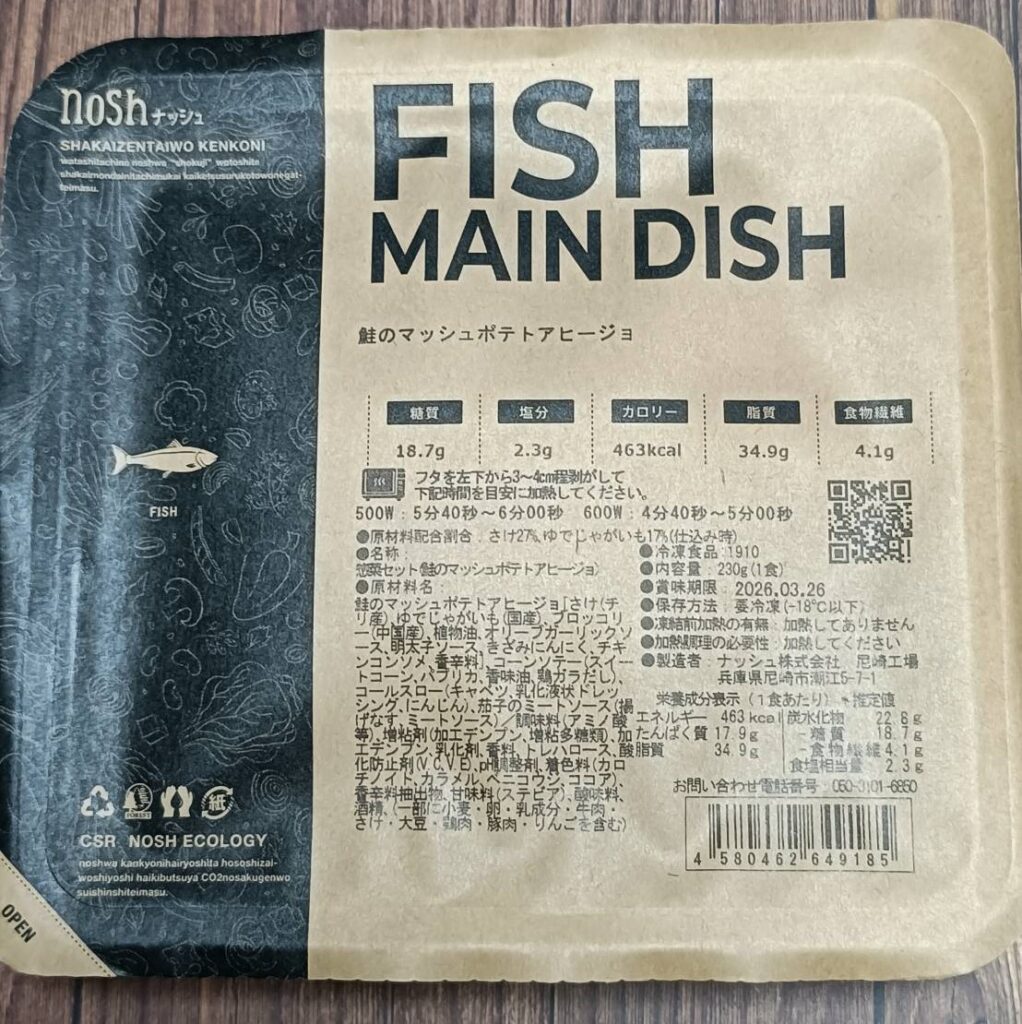 nosh ナッシュ
SHAKAIZENTAIWO KENKONI
watashitachino noshwa "shokuji" wotoshite
shakaimondainitachimukai kaiketsusurukotowonegat-
teimasu.
FISH
MAIN DISH
鮭のマッシュポテトアヒージョ
糖質 塩分 カロリー 脂質 食物繊維
18.7g 2.3g 463kcal 34.9g 4.1g
フタを左下から3〜4cm程剥がして
下記時間を目安に加熱してください。
500W：5分40秒〜6分00秒 600W：4分40秒〜5分00秒
FISH
●原材料配合割合：さけ27%、ゆでじゃがいも17%(仕込み時)
●名称：
惣菜セット(鮭のマッシュポテトアヒージョ)
●原材料名：
鮭のマッシュポテトアヒージョ[さけ(チ
リ産)、ゆでじゃがいも(国産)、ブロッコリ
ー(中国産)、植物油、オリーブガーリックソ
ース、明太子ソース、きざみにんにく、チキ
ンコンソメ、香辛料]、コーンソテー(スイー
トコーン、パプリカ、香味油、鶏ガラだし)、
コールスロー(キャベツ、乳化液状ドレッ
シング、にんじん)、茄子のミートソース(揚
げなす、ミートソース)／調味料(アミノ酸
等)、増粘剤(加工デンプン、増粘多糖類)、加
工デンプン、乳化剤、香料、トレハロース、酸
化防止剤(V.C、V.E)、pH調整剤、着色料(カロ
チノイド、カラメル、ベニコウジ、ココア)、
香辛料抽出物、甘味料(ステビア)、酸味料、
酒精、(一部に小麦・卵・乳成分・牛肉・
さけ・大豆・鶏肉・豚肉・りんごを含む)
●冷凍食品：1910
●内容量：230g(1食)
●賞味期限：2026.03.26
●保存方法：要冷凍(-18℃以下)
●凍結前加熱の有無：加熱してありません
●加熱調理の必要性：加熱してください
●製造者：ナッシュ株式会社 尼崎工場
兵庫県尼崎市潮江5-7-1
栄養成分表示(1食あたり) *推定値
エネルギー 463 kcal 炭水化物 22.8g
たんぱく質 17.9g -糖質 18.7g
脂質 34.9g -食物繊維 4.1g
食塩相当量 2.3g
お問い合わせ電話番号：050-3101-6850
4 580462 649185
CSR NOSH ECOLOGY
noshwa kankyonihairyoshita hososhizai-
woshiyoshi haikibutsuya CO2nosakugenwo
suishinshiteimasu.
OPEN